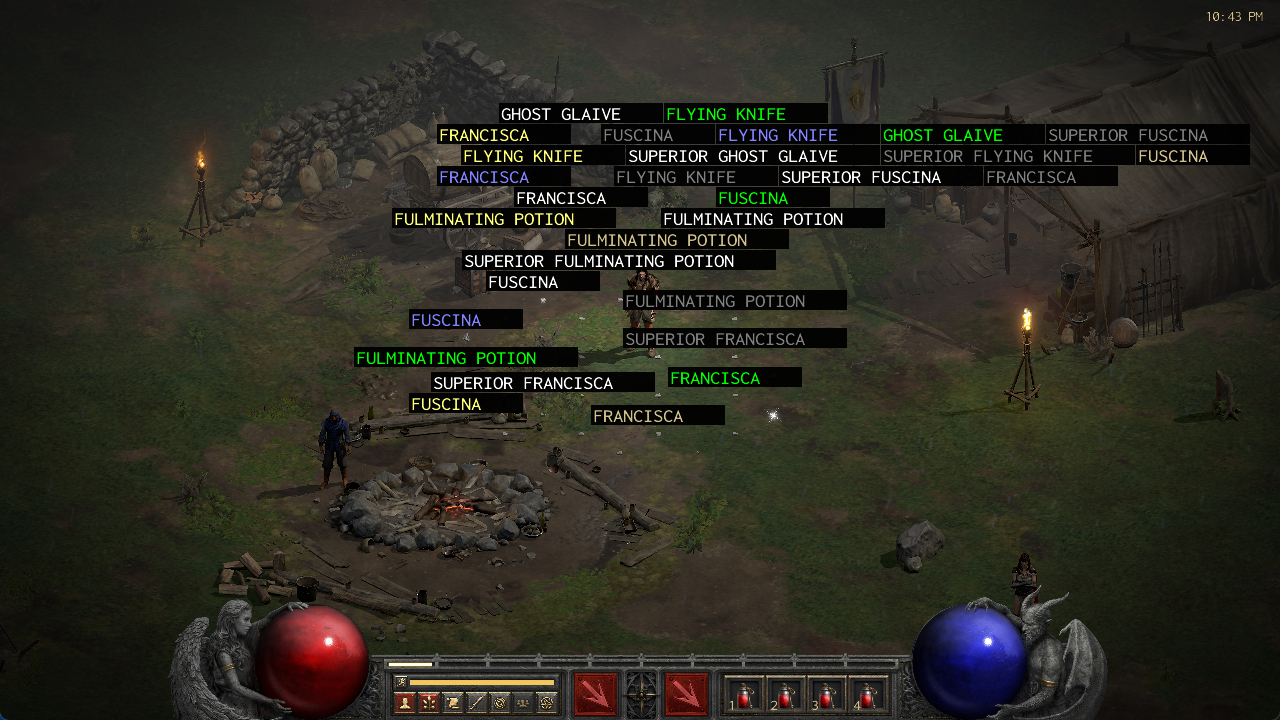 10:43 PM
GHOST GLAIVE FLYING KNIFE
FRANCISCA FUSCINA FLYING KNIFE GHOST GLAIVE SUPERIOR FUSCINA
FLYING KNIFE SUPERIOR GHOST GLAIVE SUPERIOR FLYING KNIFE FUSCINA
FRANCISCA FLYING KNIFE SUPERIOR FUSCINA FRANCISCA
FRANCISCA FUSCINA
FULMINATING POTION FULMINATING POTION
FULMINATING POTION
SUPERIOR FULMINATING POTION
FUSCINA
FULMINATING POTION
FUSCINA
SUPERIOR FRANCISCA
FULMINATING POTION
FRANCISCA
SUPERIOR FRANCISCA
FUSCINA
FRANCISCA
1 2 3 4